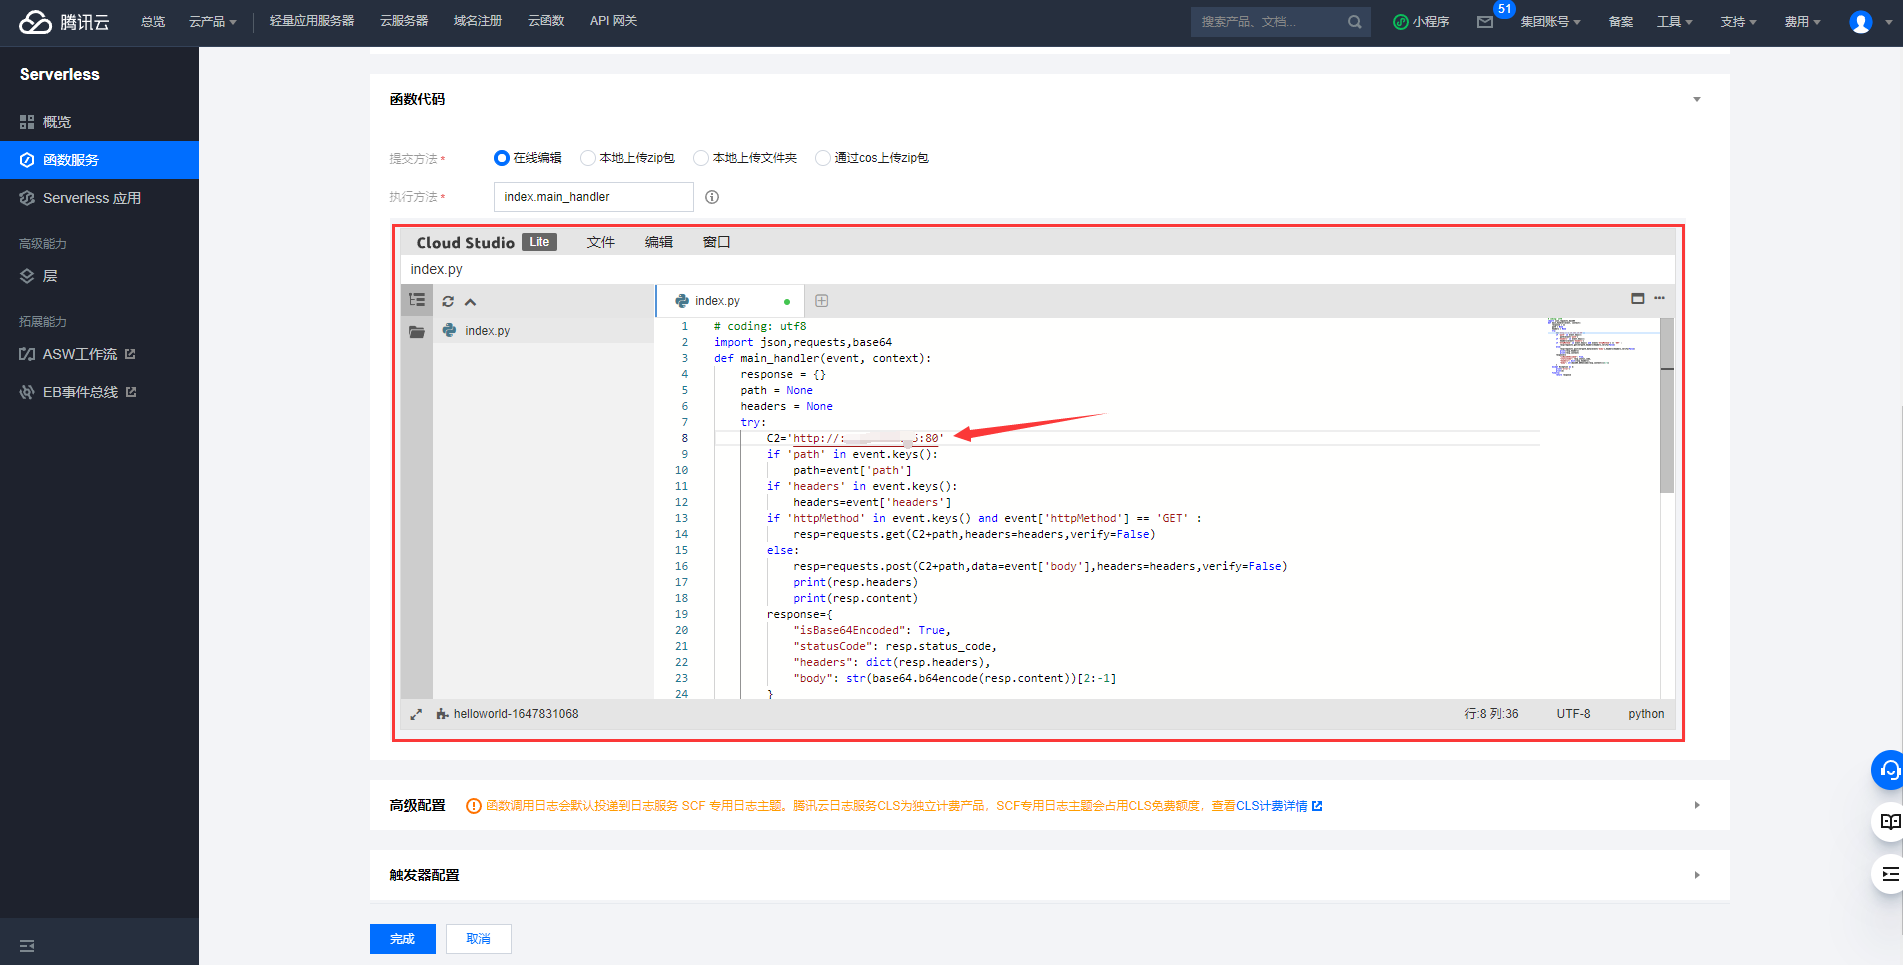 腾讯云 总览 云产品 轻量应用服务器 云服务器 域名注册 云函数 API 网关 搜索产品、文档... 小程序 51 集团账号 备案 工具 支持 费用
Serverless
概览
函数服务
Serverless 应用
高级能力
层
拓展能力
ASW工作流
EB事件总线
函数代码
提交方法 * 在线编辑 本地上传zip包 本地上传文件夹 通过cos上传zip包
执行方法 * index.main_handler
Cloud Studio Lite 文件 编辑 窗口
index.py
index.py
index.py
1 # coding: utf8
2 import json,requests,base64
3 def main_handler(event, context):
4 response = {}
5 path = None
6 headers = None
7 try:
8 C2='http://: :80'
9 if 'path' in event.keys():
10 path=event['path']
11 if 'headers' in event.keys():
12 headers=event['headers']
13 if 'httpMethod' in event.keys() and event['httpMethod'] == 'GET' :
14 resp=requests.get(C2+path,headers=headers,verify=False)
15 else:
16 resp=requests.post(C2+path,data=event['body'],headers=headers,verify=False)
17 print(resp.headers)
18 print(resp.content)
19 response={
20 "isBase64Encoded": True,
21 "statusCode": resp.status_code,
22 "headers": dict(resp.headers),
23 "body": str(base64.b64encode(resp.content))[2:-1]
24 }
helloworld-1647831068 行:8 列:36 UTF-8 python
高级配置 函数调用日志会默认投递到日志服务 SCF 专用日志主题。腾讯云日志服务CLS为独立计费产品，SCF专用日志主题会占用CLS免费额度，查看CLS计费详情
触发器配置
完成 取消